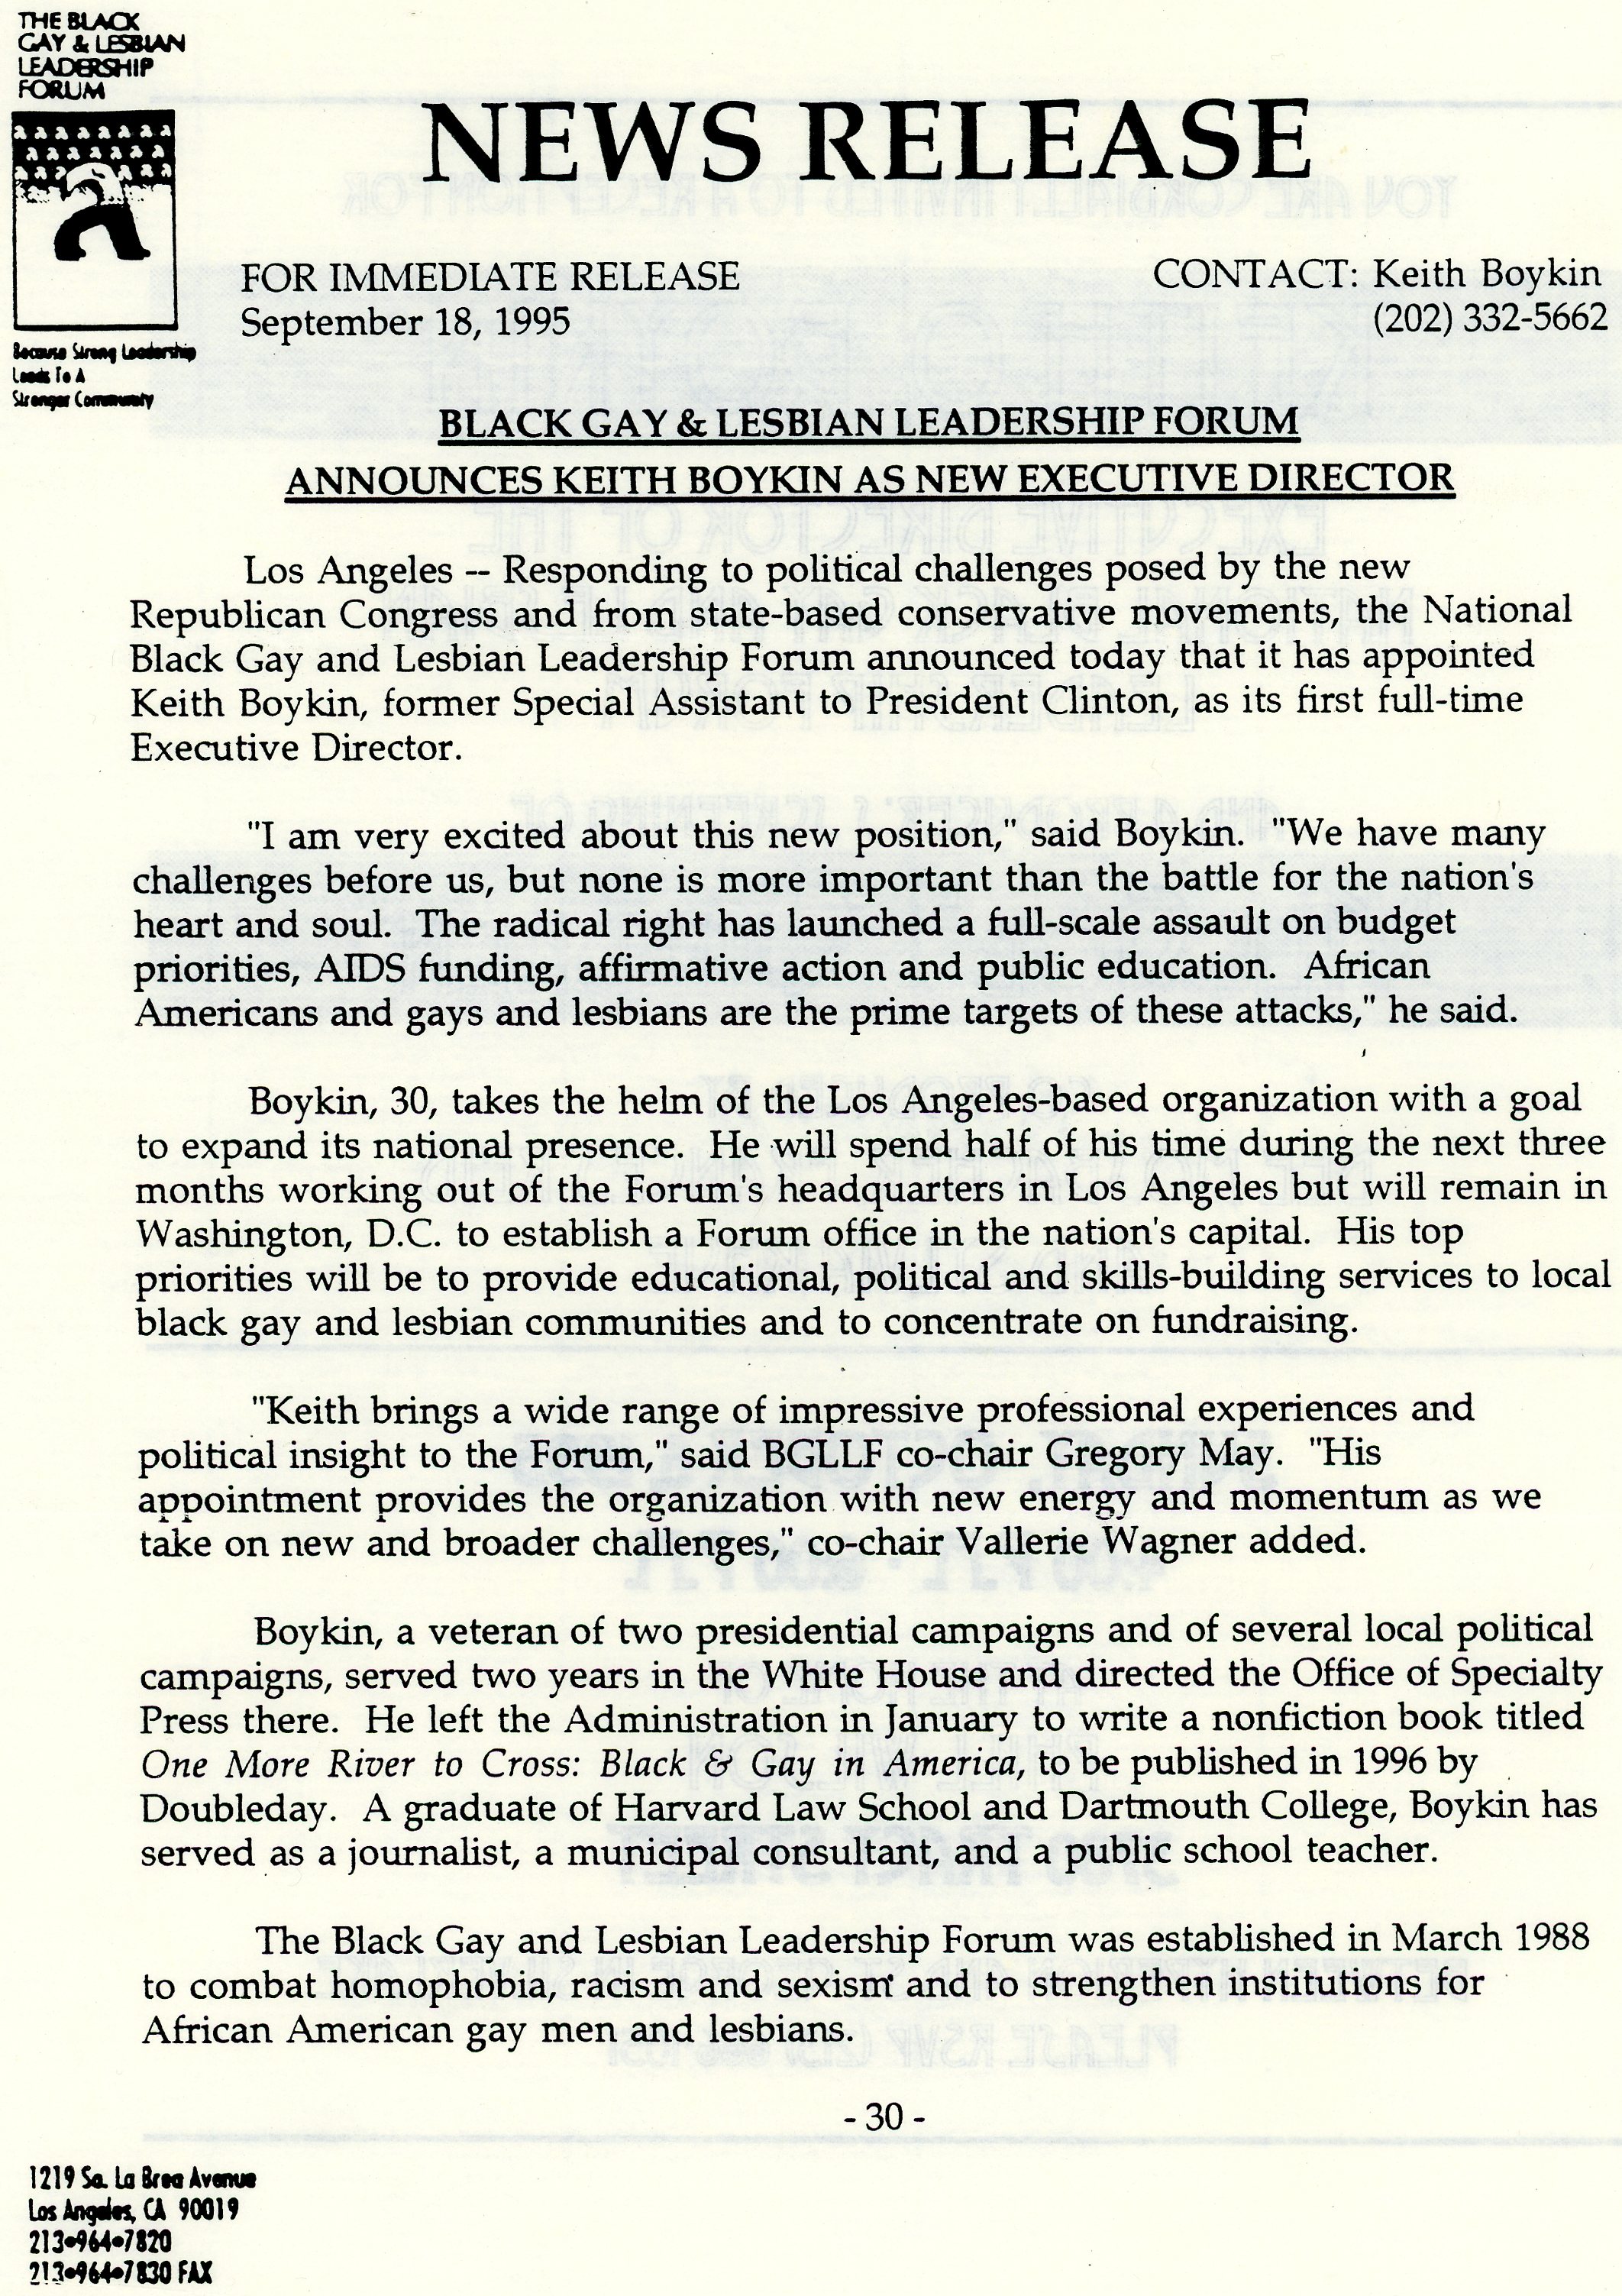 THE BLACK
GAY & LESBIAN
LEADERSHIP
FORUM
NEWS RELEASE
FOR IMMEDIATE RELEASE
September 18, 1995
CONTACT: Keith Boykin
(202) 332-5662
Because Strong Leadership
Leads To A
Stronger Community
BLACK GAY & LESBIAN LEADERSHIP FORUM
ANNOUNCES KEITH BOYKIN AS NEW EXECUTIVE DIRECTOR
Los Angeles -- Responding to political challenges posed by the new
Republican Congress and from state-based conservative movements, the National
Black Gay and Lesbian Leadership Forum announced today that it has appointed
Keith Boykin, former Special Assistant to President Clinton, as its first full-time
Executive Director.
"I am very excited about this new position," said Boykin. "We have many
challenges before us, but none is more important than the battle for the nation's
heart and soul. The radical right has launched a full-scale assault on budget
priorities, AIDS funding, affirmative action and public education. African
Americans and gays and lesbians are the prime targets of these attacks," he said.
Boykin, 30, takes the helm of the Los Angeles-based organization with a goal
to expand its national presence. He will spend half of his time during the next three
months working out of the Forum's headquarters in Los Angeles but will remain in
Washington, D.C. to establish a Forum office in the nation's capital. His top
priorities will be to provide educational, political and skills-building services to local
black gay and lesbian communities and to concentrate on fundraising.
"Keith brings a wide range of impressive professional experiences and
political insight to the Forum," said BGLLF co-chair Gregory May. "His
appointment provides the organization with new energy and momentum as we
take on new and broader challenges," co-chair Vallerie Wagner added.
Boykin, a veteran of two presidential campaigns and of several local political
campaigns, served two years in the White House and directed the Office of Specialty
Press there. He left the Administration in January to write a nonfiction book titled
One More River to Cross: Black & Gay in America, to be published in 1996 by
Doubleday. A graduate of Harvard Law School and Dartmouth College, Boykin has
served as a journalist, a municipal consultant, and a public school teacher.
The Black Gay and Lesbian Leadership Forum was established in March 1988
to combat homophobia, racism and sexism and to strengthen institutions for
African American gay men and lesbians.
- 30 -
1219 So. La Brea Avenue
Los Angeles, CA 90019
213•964•7820
213•964•7830 FAX